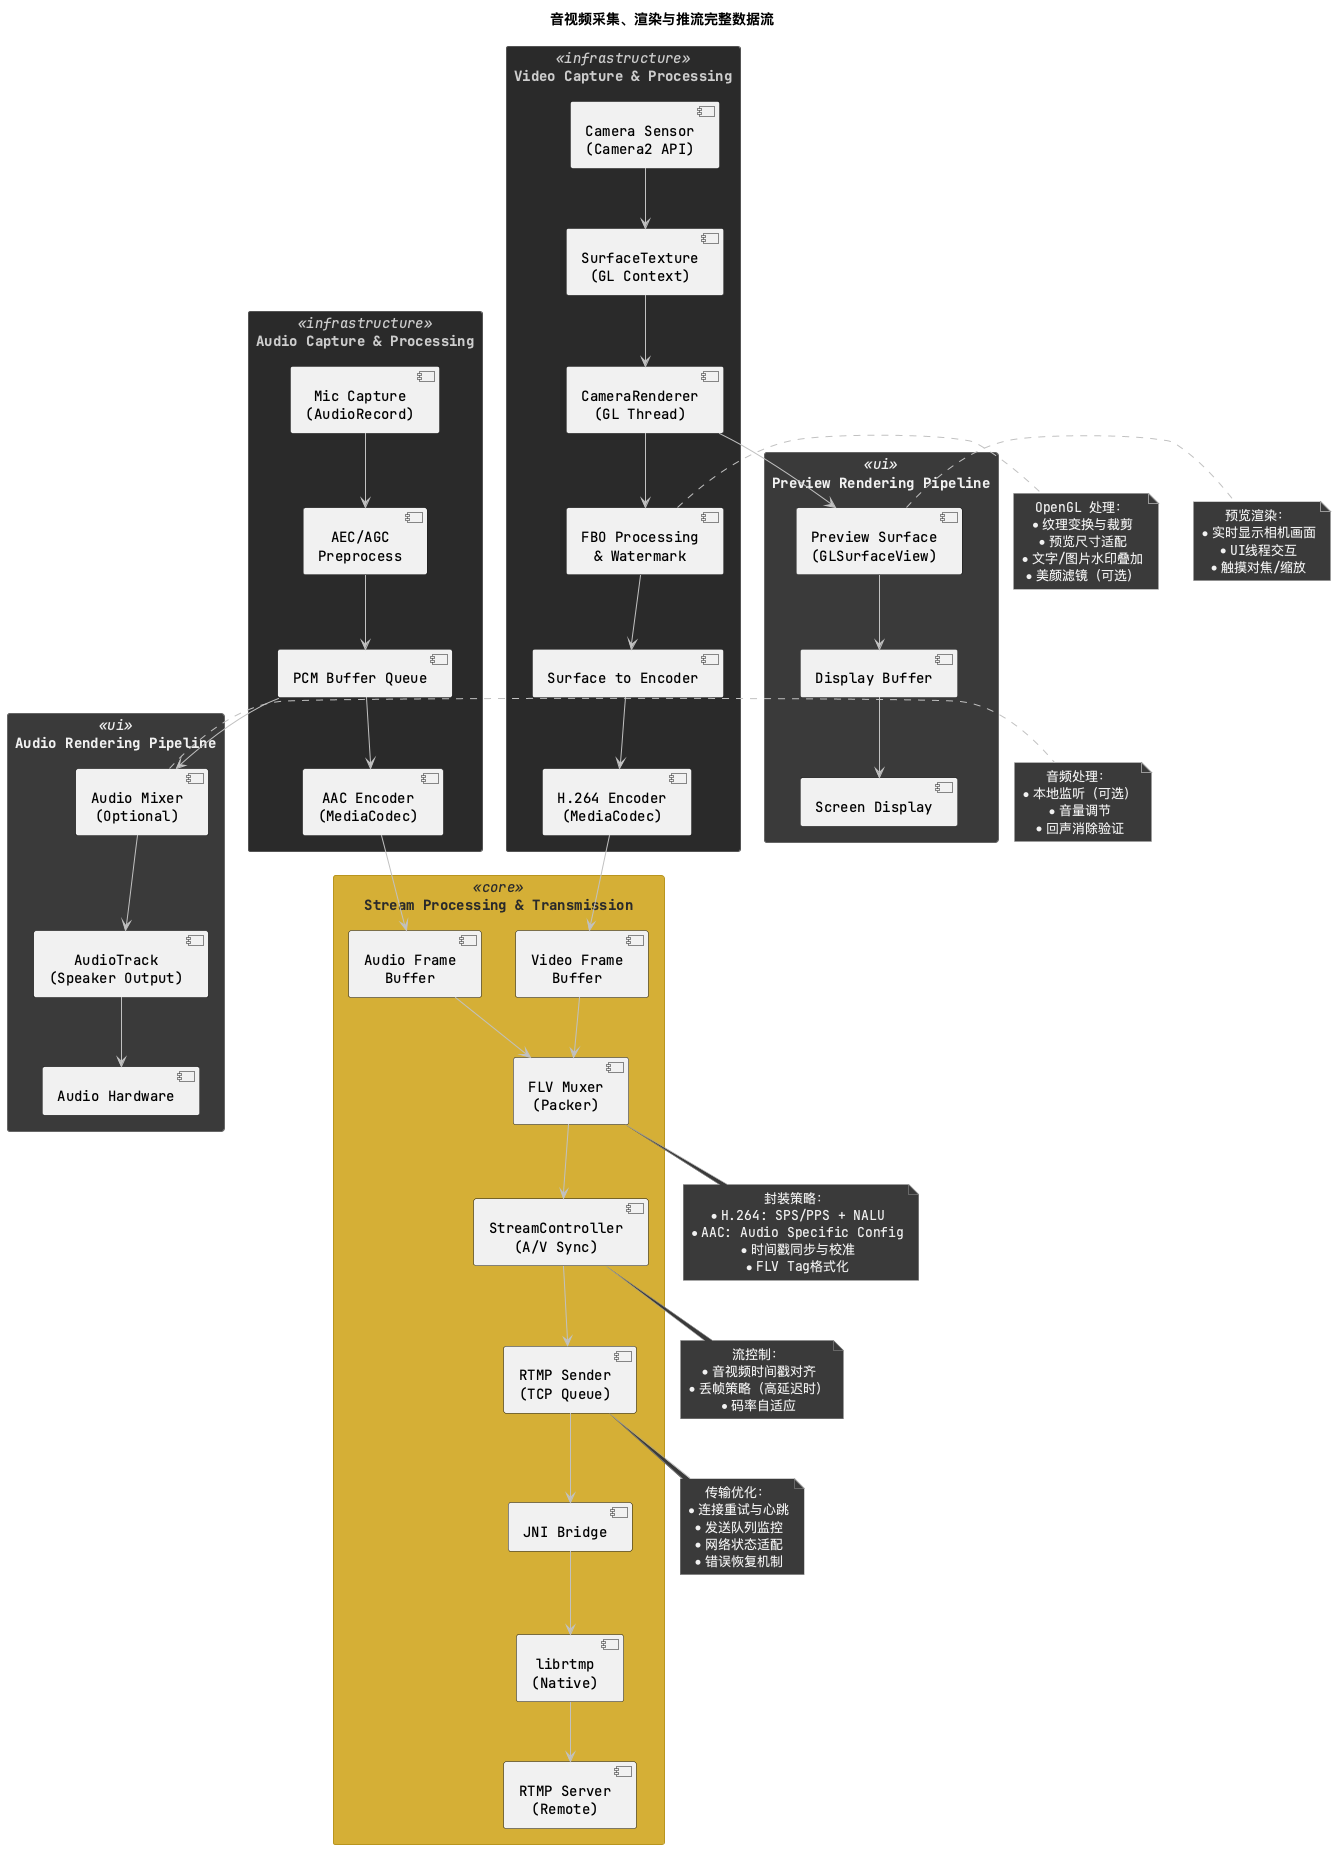 音视频采集、渲染与推流完整数据流
«infrastructure»
Video Capture & Processing
Camera Sensor
(Camera2 API)
SurfaceTexture
(GL Context)
CameraRenderer
(GL Thread)
FBO Processing
& Watermark
Surface to Encoder
H.264 Encoder
(MediaCodec)
«infrastructure»
Audio Capture & Processing
Mic Capture
(AudioRecord)
AEC/AGC
Preprocess
PCM Buffer Queue
AAC Encoder
(MediaCodec)
«ui»
Preview Rendering Pipeline
Preview Surface
(GLSurfaceView)
Display Buffer
Screen Display
OpenGL 处理:
• 纹理变换与裁剪
• 预览尺寸适配
• 文字/图片水印叠加
• 美颜滤镜（可选）
预览渲染:
• 实时显示相机画面
• UI线程交互
• 触摸对焦/缩放
«ui»
Audio Rendering Pipeline
Audio Mixer
(Optional)
AudioTrack
(Speaker Output)
Audio Hardware
音频处理:
• 本地监听（可选）
• 音量调节
• 回声消除验证
«core»
Stream Processing & Transmission
Audio Frame
Buffer
Video Frame
Buffer
FLV Muxer
(Packer)
StreamController
(A/V Sync)
RTMP Sender
(TCP Queue)
JNI Bridge
librtmp
(Native)
RTMP Server
(Remote)
封装策略:
• H.264: SPS/PPS + NALU
• AAC: Audio Specific Config
• 时间戳同步与校准
• FLV Tag格式化
流控制:
• 音视频时间戳对齐
• 丢帧策略（高延迟时）
• 码率自适应
传输优化:
• 连接重试与心跳
• 发送队列监控
• 网络状态适配
• 错误恢复机制